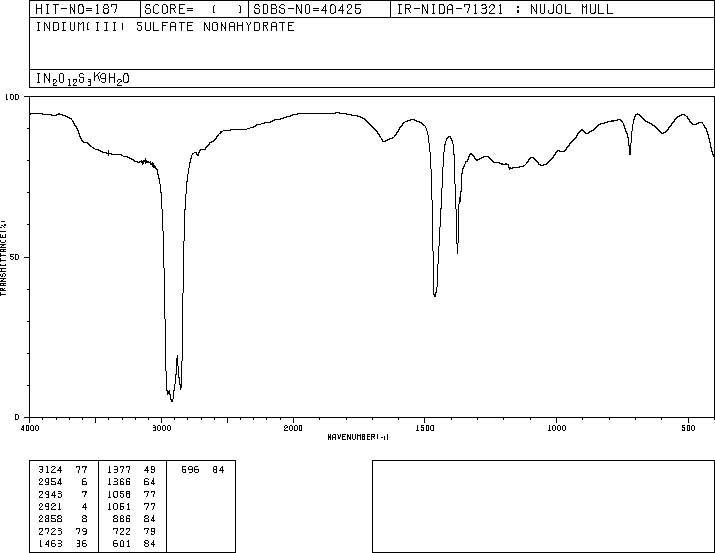 HIT-NO=187 SCORE= ( ) SDBS-NO=40425 IR-NIDA-71321 : NUJOL MULL
INDIUM(III) SULFATE NONAHYDRATE
IN2O12S3K9H2O
100
50
0
TRANSMITTANCE(%)
4000 3000 2000 1500 1000 500
WAVENUMBER(-1)
3124 77 1377 49 696 84
2954 6 1366 64
2943 7 1058 77
2921 4 1051 77
2858 8 886 84
2723 79 722 79
1463 36 601 84